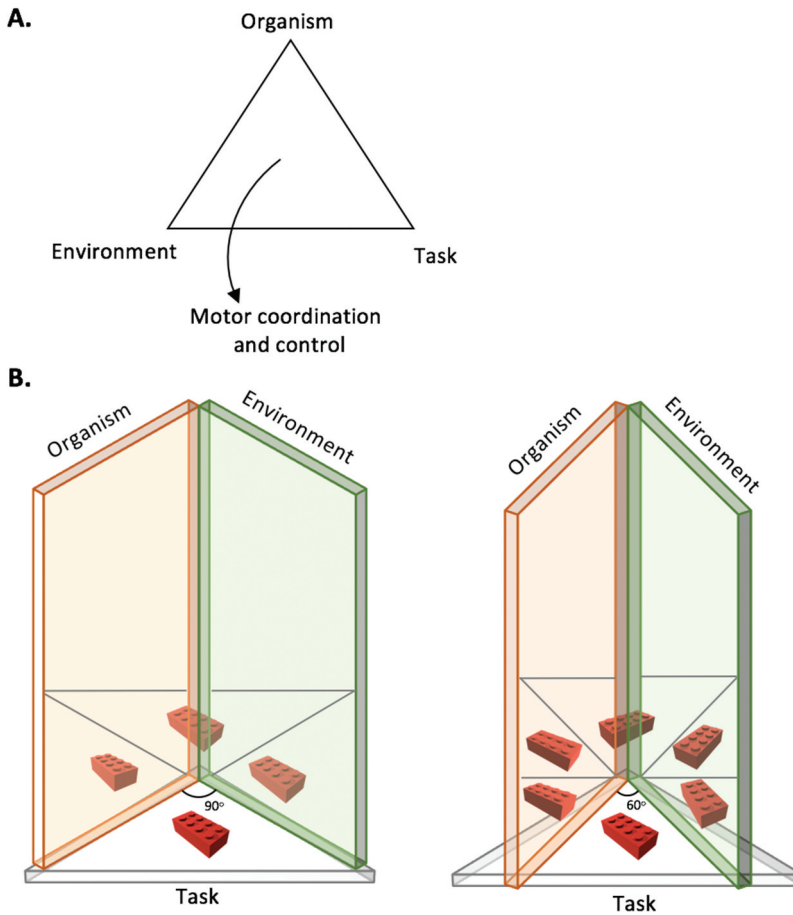 A.
Organism
Environment
Task
Motor coordination
and control
B.
Organism
Environment
90°
Task
Organism
Environment
60°
Task